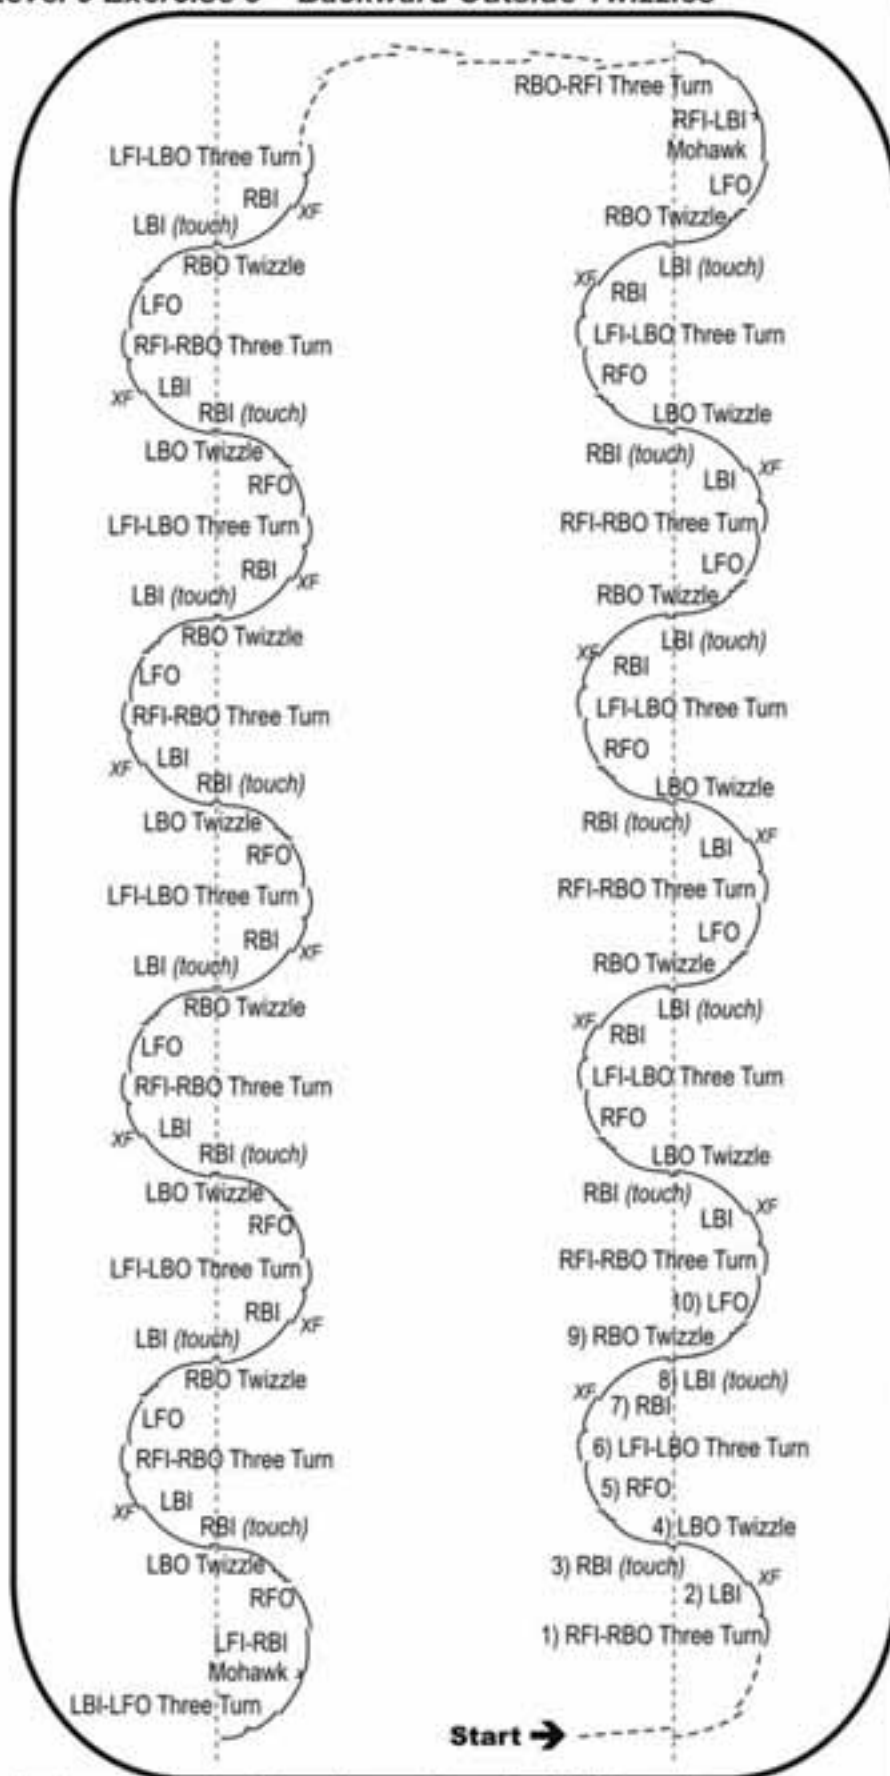 Exercise Backward Outside Twizzles
LFI-LBO Three Turn
RBI
XF
LBI (touch)
RBO Twizzle
LFO
RFI-RBO Three Turn
LBI
XF
RBI (touch)
LBO Twizzle
RFO
LFI-LBO Three Turn
RBI
XF
LBI (touch)
RBO Twizzle
LFO
RFI-RBO Three Turn
LBI
XF
RBI (touch)
LBO Twizzle
RFO
LFI-LBO Three Turn
RBI
XF
LBI (touch)
RBO Twizzle
LFO
RFI-RBO Three Turn
LBI
XF
RBI (touch)
LBO Twizzle
RFO
LFI-LBO Three Turn
RBI
XF
LBI (touch)
RBO Twizzle
LFO
RFI-RBO Three Turn
LBI
XF
RBI (touch)
LBO Twizzle
RFO
LFI-RBI
Mohawk
LBI-LFO Three Turn
RBO-RFI Three Turn
RFI-LBI
Mohawk
LFO
RBO Twizzle
LBI (touch)
XF
RBI
LFI-LBO Three Turn
RFO
LBO Twizzle
RBI (touch)
XF
LBI
RFI-RBO Three Turn
LFO
RBO Twizzle
LBI (touch)
XF
RBI
LFI-LBO Three Turn
RFO
LBO Twizzle
RBI (touch)
XF
LBI
RFI-RBO Three Turn
LFO
RBO Twizzle
LBI (touch)
XF
RBI
LFI-LBO Three Turn
RFO
LBO Twizzle
RBI (touch)
XF
LBI
RFI-RBO Three Turn
10) LFO
9) RBO Twizzle
8) LBI (touch)
XF
7) RBI
6) LFI-LBO Three Turn
5) RFO
4) LBO Twizzle
3) RBI (touch)
XF
2) LBI
1) RFI-RBO Three Turn
Start